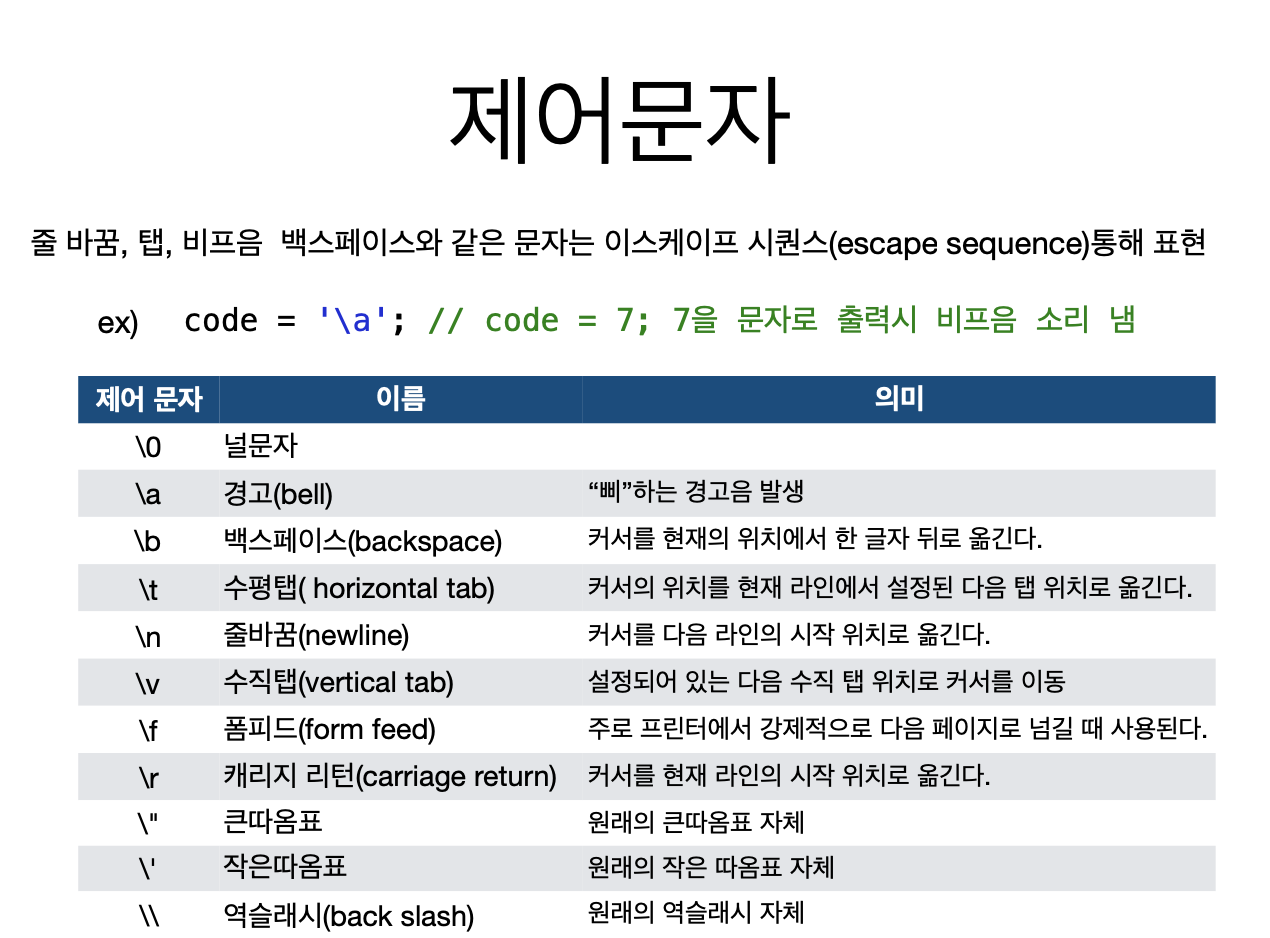 제어문자
줄 바꿈, 탭, 비프음  백스페이스와 같은 문자는 이스케이프 시퀀스(escape sequence)통해 표현
ex) code = '\a'; // code = 7; 7을 문자로 출력시 비프음 소리 냄
제어 문자 이름 의미
\0 널문자
\a 경고(bell) “삐”하는 경고음 발생
\b 백스페이스(backspace) 커서를 현재의 위치에서 한 글자 뒤로 옮긴다.
\t 수평탭( horizontal tab) 커서의 위치를 현재 라인에서 설정된 다음 탭 위치로 옮긴다.
\n 줄바꿈(newline) 커서를 다음 라인의 시작 위치로 옮긴다.
\v 수직탭(vertical tab) 설정되어 있는 다음 수직 탭 위치로 커서를 이동
\f 폼피드(form feed) 주로 프린터에서 강제적으로 다음 페이지로 넘길 때 사용된다.
\r 캐리지 리턴(carriage return) 커서를 현재 라인의 시작 위치로 옮긴다.
\" 큰따옴표 원래의 큰따옴표 자체
\' 작은따옴표 원래의 작은 따옴표 자체
\\ 역슬래시(back slash) 원래의 역슬래시 자체